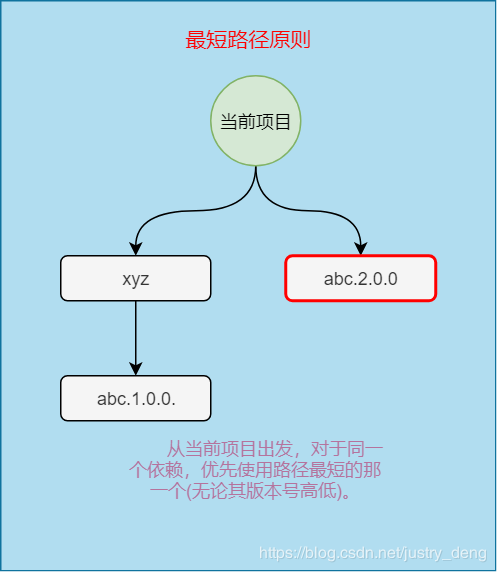 最短路径原则
当前项目
xyz
abc.2.0.0
abc.1.0.0.
从当前项目出发，对于同一
个依赖，优先使用路径最短的那
一个(无论其版本号高低)。
https://blog.csdn.net/justry_deng